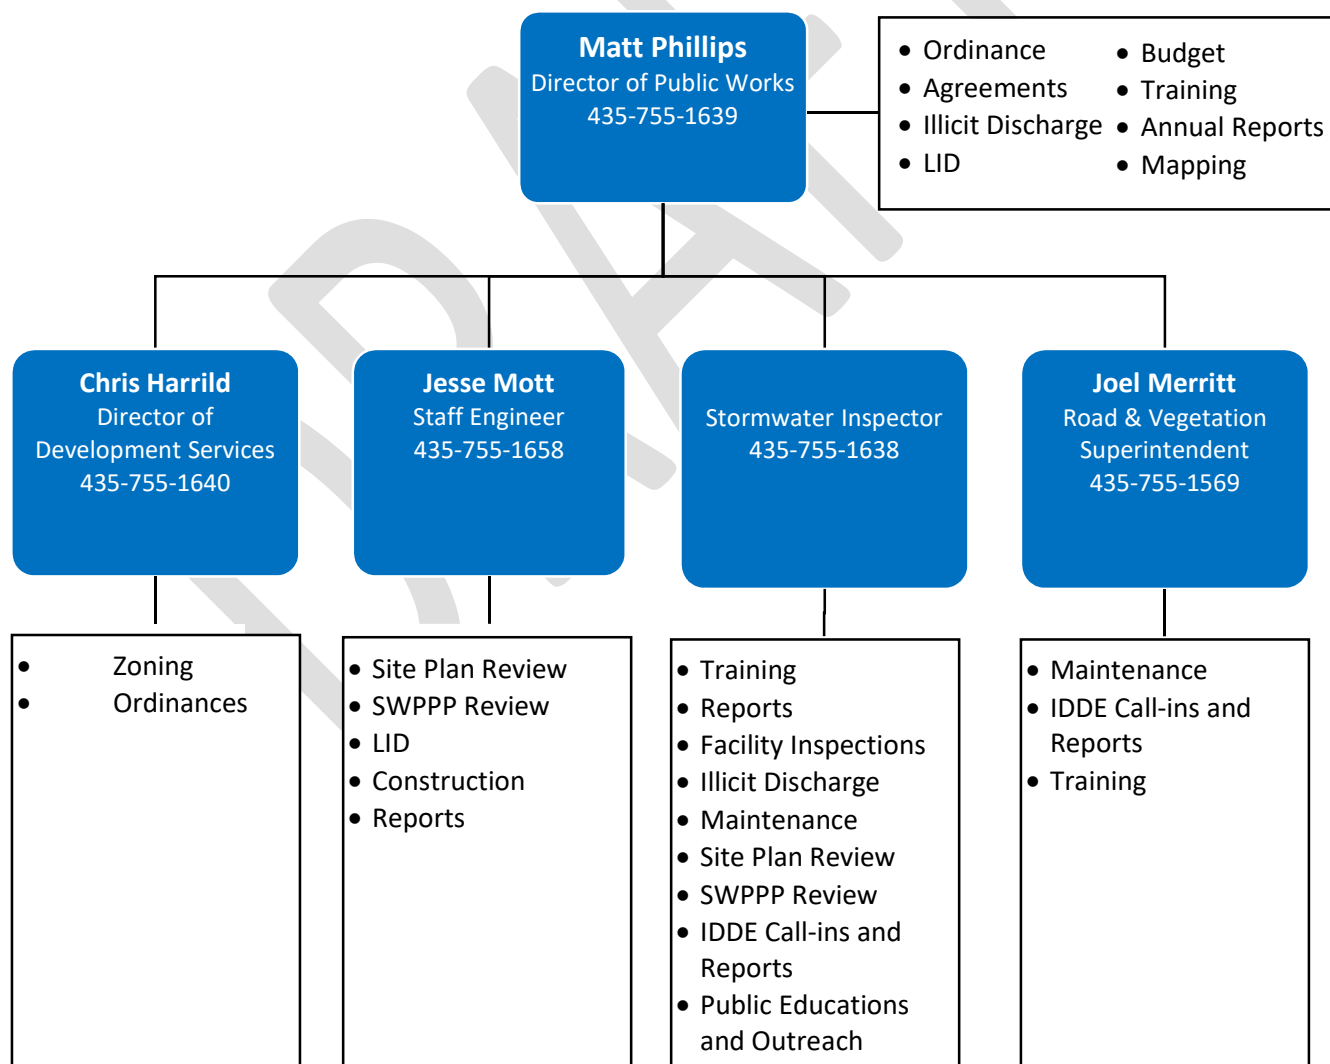 Matt Phillips
Director of Public Works
435-755-1639
• Ordinance
• Agreements
• Illicit Discharge
• LID
• Budget
• Training
• Annual Reports
• Mapping
Chris Harrild
Director of
Development Services
435-755-1640
Jesse Mott
Staff Engineer
435-755-1658
Stormwater Inspector
435-755-1638
Joel Merritt
Road & Vegetation
Superintendent
435-755-1569
• Zoning
• Ordinances
• Site Plan Review
• SWPPP Review
• LID
• Construction
• Reports
• Training
• Reports
• Facility Inspections
• Illicit Discharge
• Maintenance
• Site Plan Review
• SWPPP Review
• IDDE Call-ins and
Reports
• Public Educations
and Outreach
• Maintenance
• IDDE Call-ins and
Reports
• Training